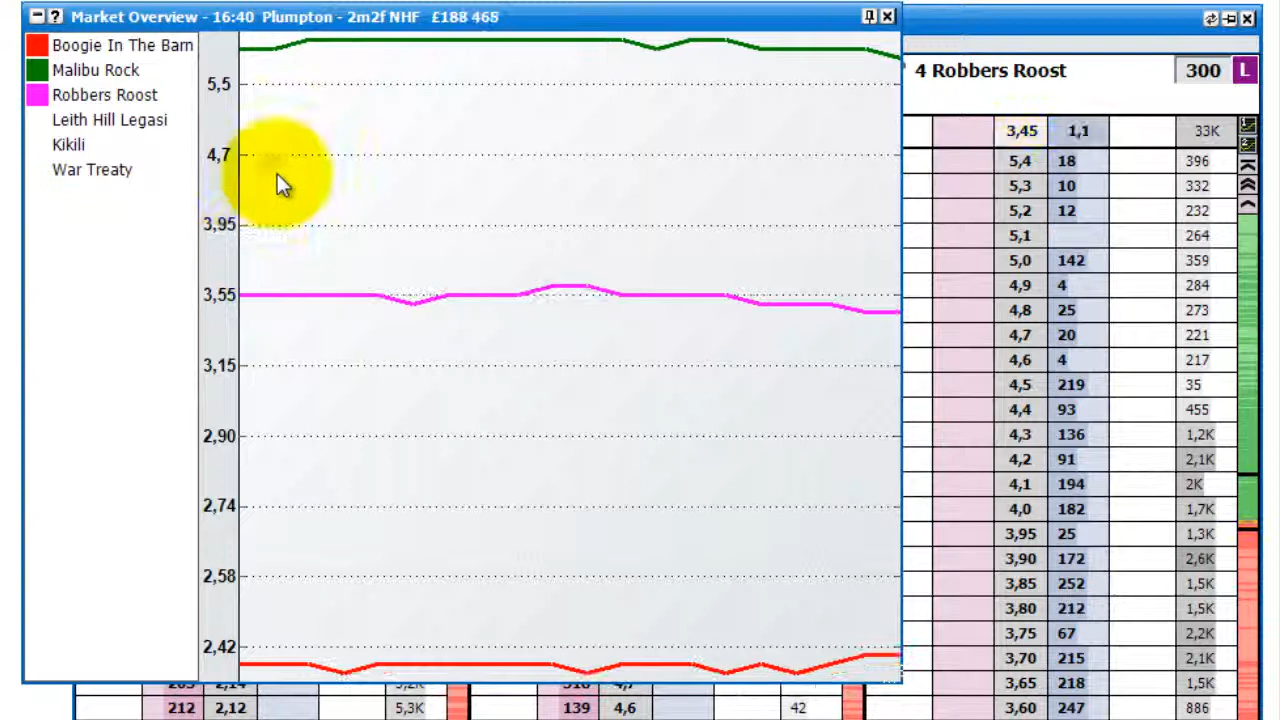 Market Overview - 16:40 Plumpton - 2m2f NHF £188 465
Boogie In The Barn
Malibu Rock
Robbers Roost
Leith Hill Legasi
Kikili
War Treaty
5,5
4,7
3,95
3,55
3,15
2,90
2,74
2,58
2,42
4 Robbers Roost 300 L
3,45 1,1 33K
5,4 18 396
5,3 10 332
5,2 12 232
5,1 264
5,0 142 359
4,9 4 284
4,8 25 273
4,7 20 221
4,6 4 217
4,5 219 35
4,4 93 455
4,3 136 1,2K
4,2 91 2,1K
4,1 194 2K
4,0 182 1,7K
3,95 25 1,3K
3,90 172 2,6K
3,85 252 1,5K
3,80 212 1,5K
3,75 67 2,2K
3,70 215 2,1K
3,65 218 1,5K
3,60 247 886
212 2,12 5,3K 139 4,6 42